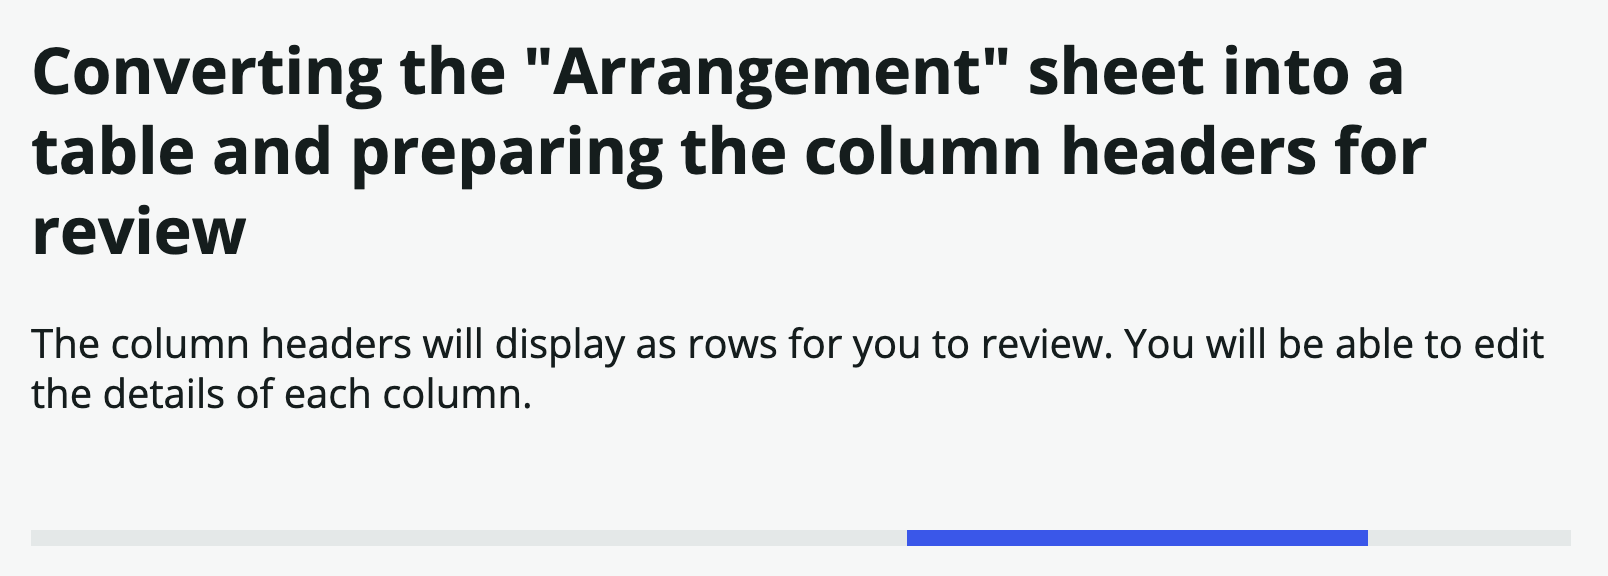 Converting the "Arrangement" sheet into a
table and preparing the column headers for
review
The column headers will display as rows for you to review. You will be able to edit
the details of each column.